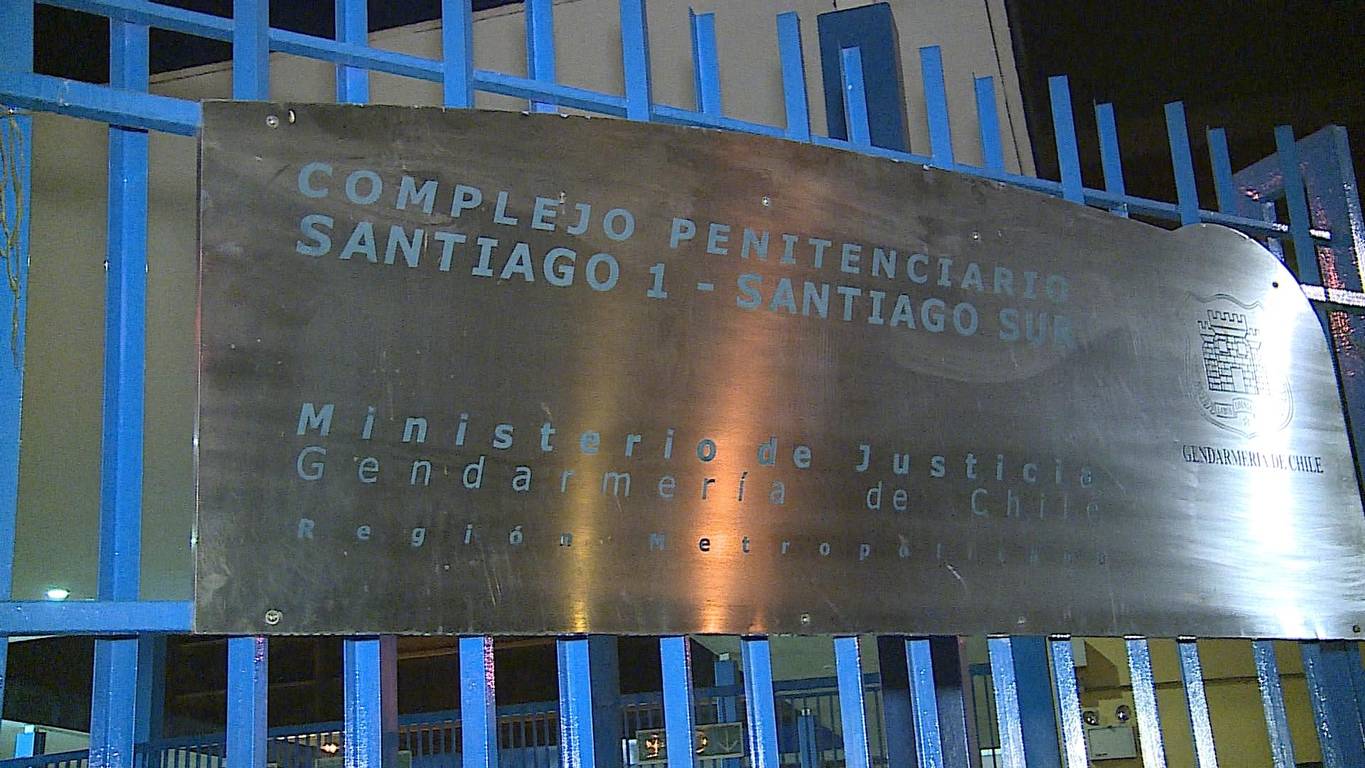 COMPLEJO PENITENCIARIO
SANTIAGO 1 - SANTIAGO SUR
Ministerio de Justicia
Gendarmería de Chile
Región Metropolitana
GENDARMERIA DE CHILE